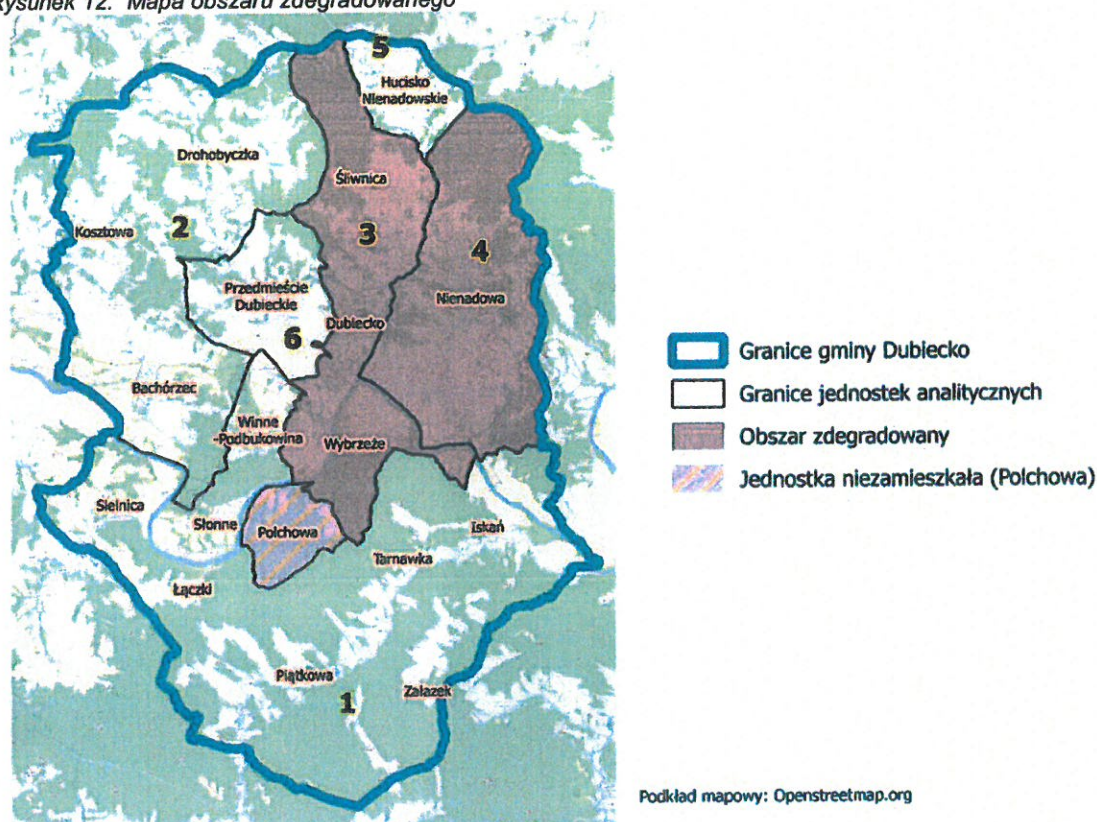 Rysunek 12. Mapa obszaru zdegradowanego
5
Hucisko
Nienadowskie
Drohobyczka
Śliwnica
Kosztowa
2
3
4
Przedmieście
Dubieckie
Nienadowa
Dubiecko
6
Bachórzec
Winne
-Podbukowina
Wybrzeże
Sielnica
Słonne
Polchowa
Iskań
Tarnawka
Łączki
Piątkowa
1
Załazek
Granice gminy Dubiecko
Granice jednostek analitycznych
Obszar zdegradowany
Jednostka niezamieszkała (Polchowa)
Podkład mapowy: Openstreetmap.org